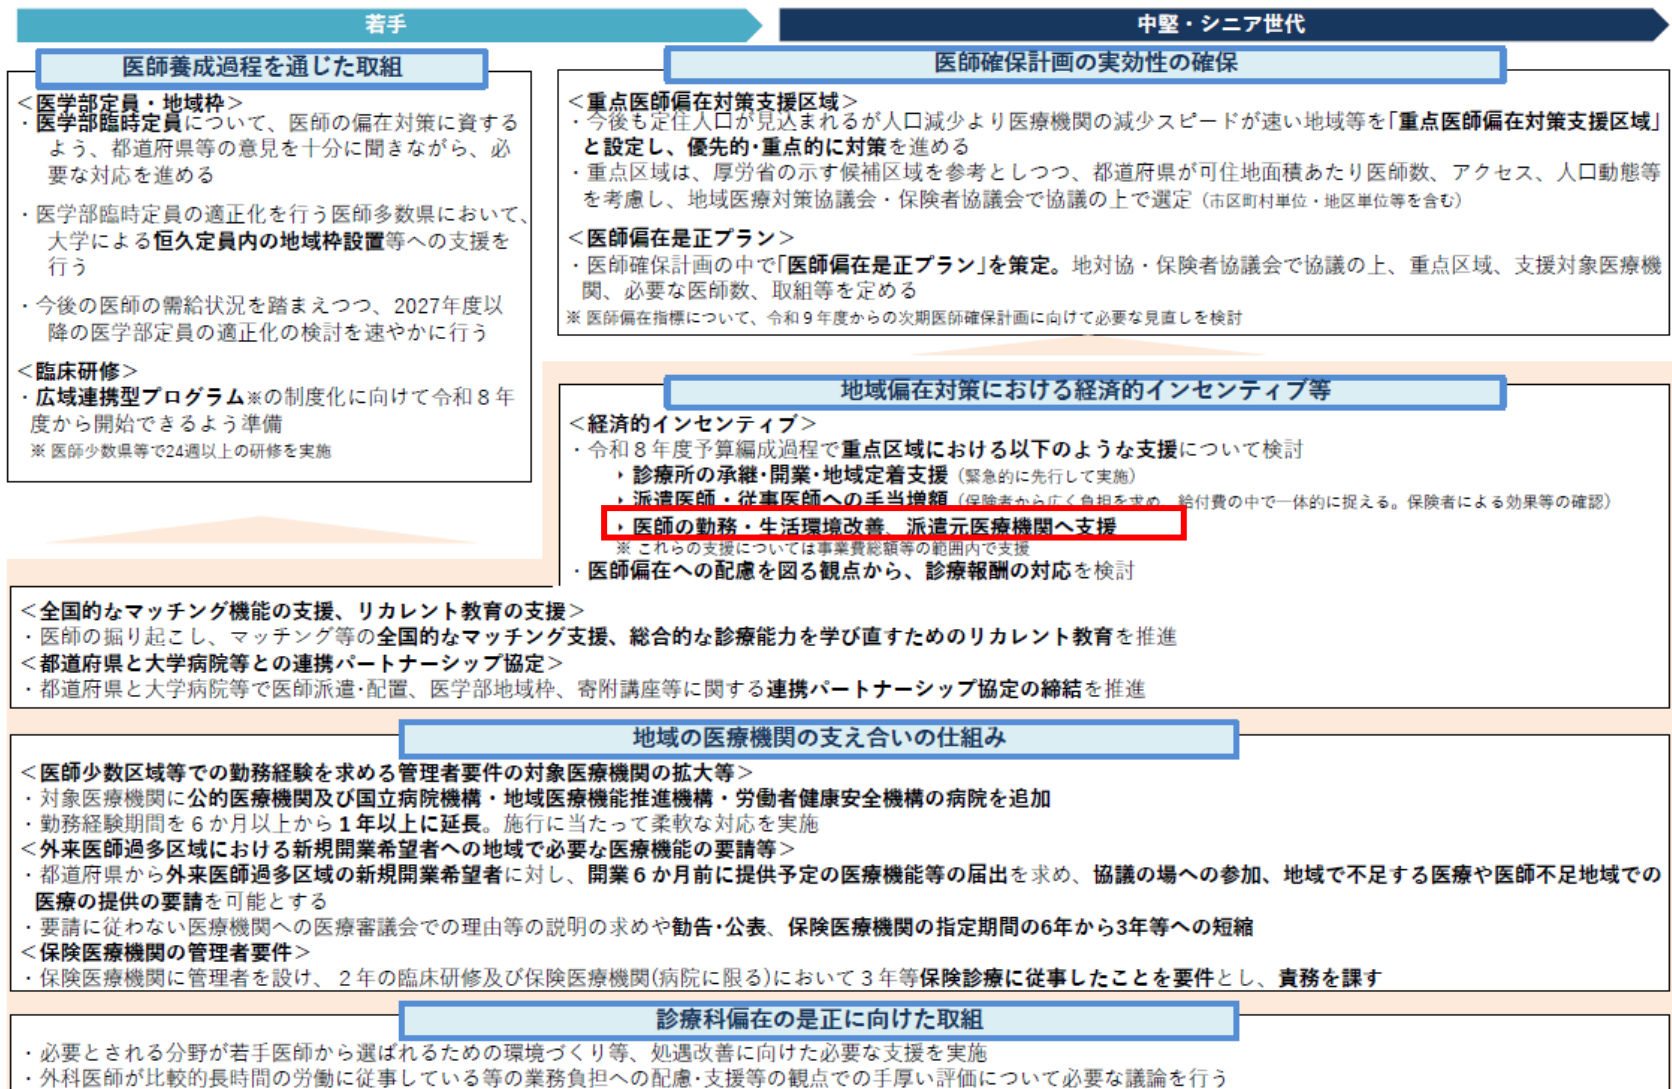 若手
中堅・シニア世代
医師養成過程を通じた取組
＜医学部定員・地域枠＞
・医学部臨時定員について、医師の偏在対策に資する
よう、都道府県等の意見を十分に聞きながら、必
要な対応を進める
・医学部臨時定員の適正化を行う医師多数県において、
大学による恒久定員内の地域枠設置等への支援を
行う
・今後の医師の需給状況を踏まえつつ、2027年度以
降の医学部定員の適正化の検討を速やかに行う
＜臨床研修＞
・広域連携型プログラム※の制度化に向けて令和８年
度から開始できるよう準備
※ 医師少数県等で24週以上の研修を実施
医師確保計画の実効性の確保
＜重点医師偏在対策支援区域＞
・今後も定住人口が見込まれるが人口減少より医療機関の減少スピードが速い地域等を｢重点医師偏在対策支援区域｣
と設定し、優先的･重点的に対策を進める
・重点区域は、厚労省の示す候補区域を参考としつつ、都道府県が可住地面積あたり医師数、アクセス、人口動態等
を考慮し、地域医療対策協議会・保険者協議会で協議の上で選定（市区町村単位・地区単位等を含む）
＜医師偏在是正プラン＞
・医師確保計画の中で｢医師偏在是正プラン｣を策定。地対協・保険者協議会で協議の上、重点区域、支援対象医療機
関、必要な医師数、取組等を定める
※ 医師偏在指標について、令和９年度からの次期医師確保計画に向けて必要な見直しを検討
地域偏在対策における経済的インセンティブ等
＜経済的インセンティブ＞
・令和８年度予算編成過程で重点区域における以下のような支援について検討
診療所の承継･開業･地域定着支援（緊急的に先行して実施）
派遣医師・従事医師への手当増額（保険者から広く負担を求め、給付費の中で一体的に捉える。保険者による効果等の確認）
医師の勤務・生活環境改善、派遣元医療機関へ支援
※ これらの支援については事業費総額等の範囲内で支援
・医師偏在への配慮を図る観点から、診療報酬の対応を検討
＜全国的なマッチング機能の支援、リカレント教育の支援＞
・医師の掘り起こし、マッチング等の全国的なマッチング支援、総合的な診療能力を学び直すためのリカレント教育を推進
＜都道府県と大学病院等との連携パートナーシップ協定＞
・都道府県と大学病院等で医師派遣･配置、医学部地域枠、寄附講座等に関する連携パートナーシップ協定の締結を推進
地域の医療機関の支え合いの仕組み
＜医師少数区域等での勤務経験を求める管理者要件の対象医療機関の拡大等＞
・対象医療機関に公的医療機関及び国立病院機構・地域医療機能推進機構・労働者健康安全機構の病院を追加
・勤務経験期間を６か月以上から１年以上に延長。施行に当たって柔軟な対応を実施
＜外来医師過多区域における新規開業希望者への地域で必要な医療機能の要請等＞
・都道府県から外来医師過多区域の新規開業希望者に対し、開業６か月前に提供予定の医療機能等の届出を求め、協議の場への参加、地域で不足する医療や医師不足地域での
医療の提供の要請を可能とする
・要請に従わない医療機関への医療審議会での理由等の説明の求めや勧告･公表、保険医療機関の指定期間の6年から3年等への短縮
＜保険医療機関の管理者要件＞
・保険医療機関に管理者を設け、２年の臨床研修及び保険医療機関(病院に限る)において３年等保険診療に従事したことを要件とし、責務を課す
診療科偏在の是正に向けた取組
・必要とされる分野が若手医師から選ばれるための環境づくり等、処遇改善に向けた必要な支援を実施
・外科医師が比較的長時間の労働に従事している等の業務負担への配慮･支援等の観点での手厚い評価について必要な議論を行う